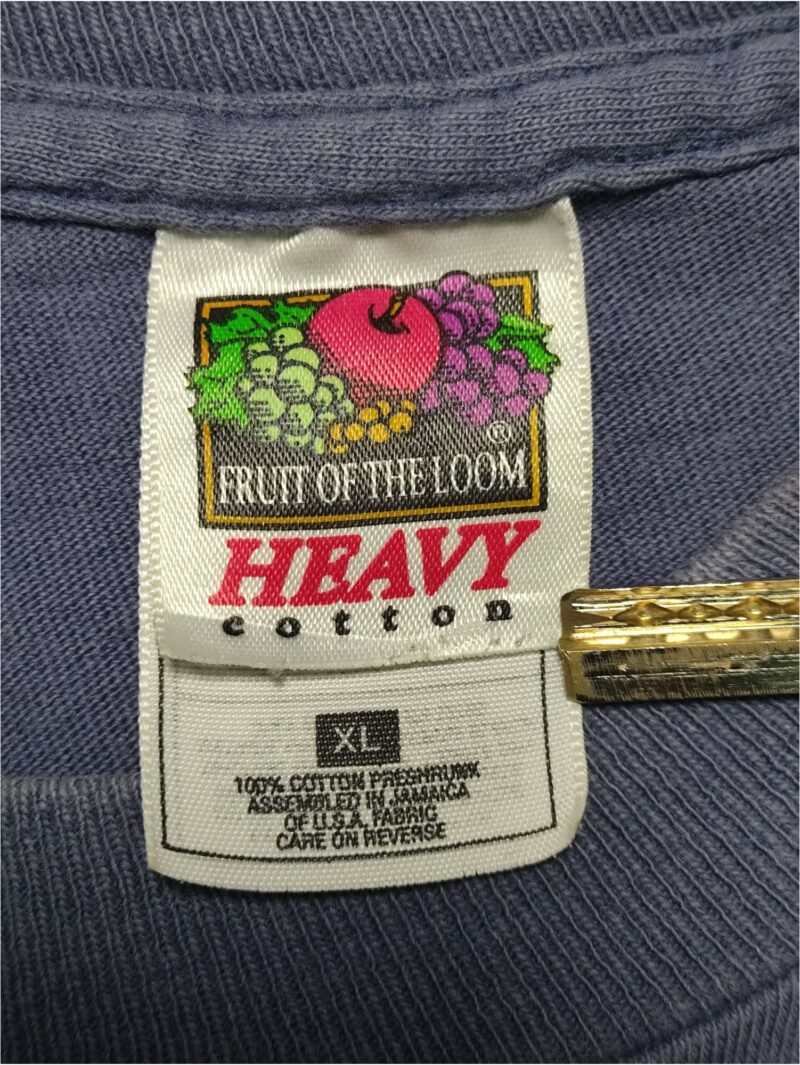 ®
FRUIT OF THE LOOM
HEAVY
cotton
XL
100% COTTON PRESHRUNK
ASSEMBLED IN JAMAICA
OF U.S.A. FABRIC
CARE ON REVERSE